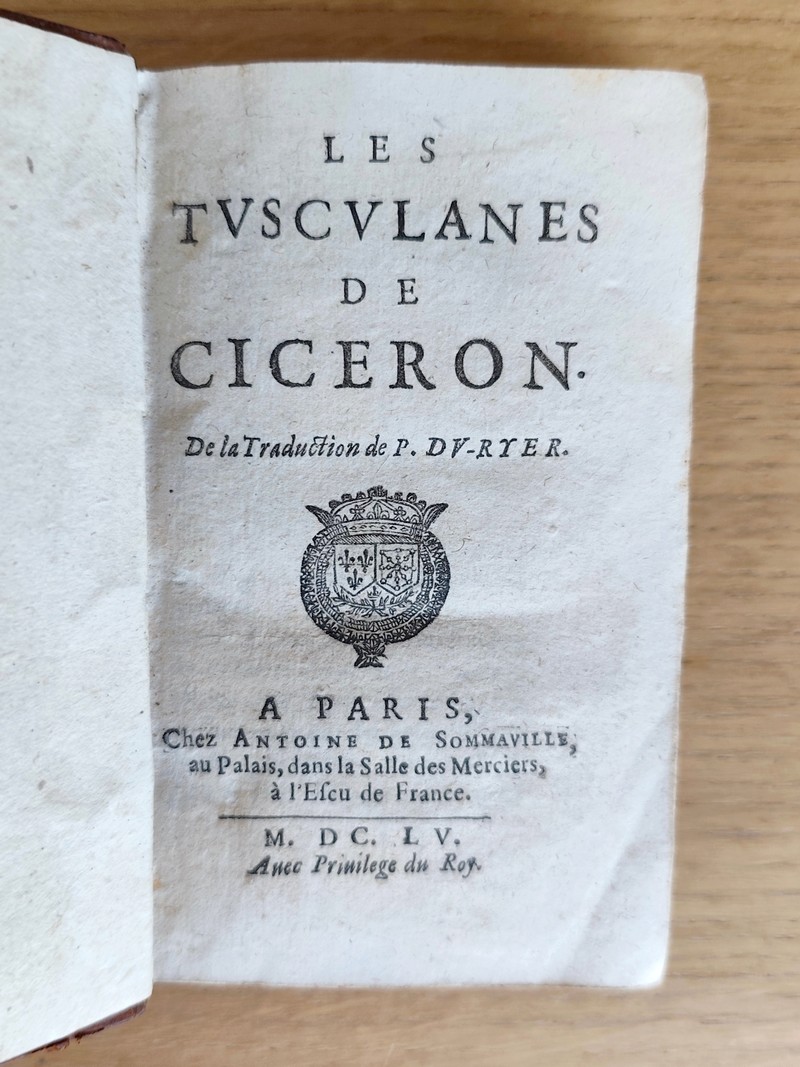 LES
TVSCVLANES
DE
CICERON.
De la Traduction de P. DV-RYER.
A PARIS,
Chez ANTOINE DE SOMMAVILLE,
au Palais, dans la Salle des Merciers,
à l'Eſcu de France.
M. DC. LV.
Auec Priuilege du Roy.